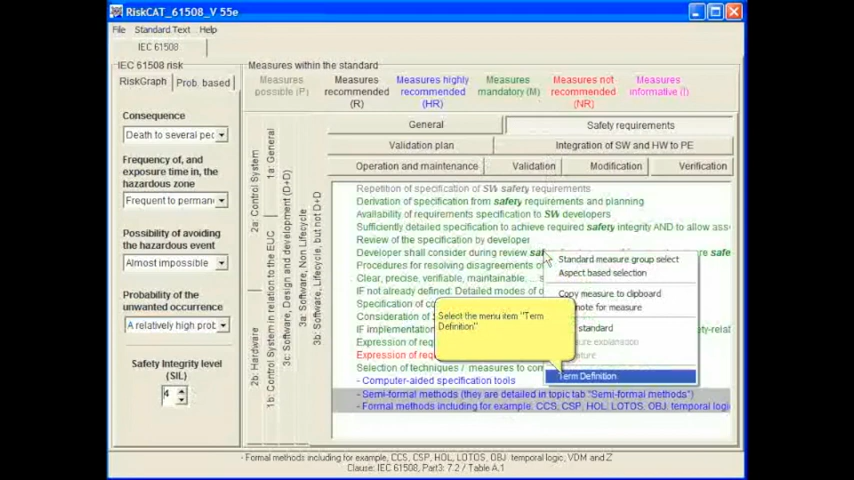 RiskCAT_61508_V 55e
File Standard Text Help
IEC 61508
IEC 61508 risk
RiskGraph Prob. based
Consequence
Death to several pec
Frequency of, and
exposure time in, the
hazardous zone
Frequent to perman
Possibility of avoiding
the hazardous event
Almost impossible
Probability of the
unwanted occurrence
A relatively high prob
Safety Integrity level
(SIL)
4
Measures within the standard
Measures
possible (P)
Measures
recommended
(R)
Measures highly
recommended
(HR)
Measures
mandatory (M)
Measures not
recommended
(NR)
Measures
informative (I)
2a: Control System
2b: Hardware
1a: General
1b: Control System in relation to the EUC
3c: Software, Design and development (D+D)
3a: Software, Non Lifecycle
3b: Software, Lifecycle, but not D+D
General Safety requirements
Validation plan Integration of SW and HW to PE
Operation and maintenance Validation Modification Verification
Repetition of specification of SW safety requirements
Derivation of specification from safety requirements and planning
Availability of requirements specification to SW developers
Sufficiently detailed specification to achieve required safety integrity AND to allow asse
Review of the specification by developer
Developer shall consider during review safe
Procedures for resolving disagreements o
Clear, precise, verifiable, maintainable, ...
IF not already defined: Detailed modes of o
Specification of co
Consideration of
IF implementation
ty-rela
Expression of req
Expression of req
Selection of techniques / measures to co
- Computer-aided specification tools
- Semi-formal methods (they are detailed in topic tab "Semi-formal methods")
- Formal methods including for example, CCS, CSP, HOL, LOTOS, OBJ, temporal logi
Standard measure group select
Aspect based selection
Copy measure to clipboard
note for measure
standard
ure explanation
ature
Term Definition
Select the menu item "Term
Definition"
- Formal methods including for example, CCS, CSP, HOL, LOTOS, OBJ, temporal logic, VDM and Z
Clause: IEC 61508, Part3: 7.2 / Table A.1